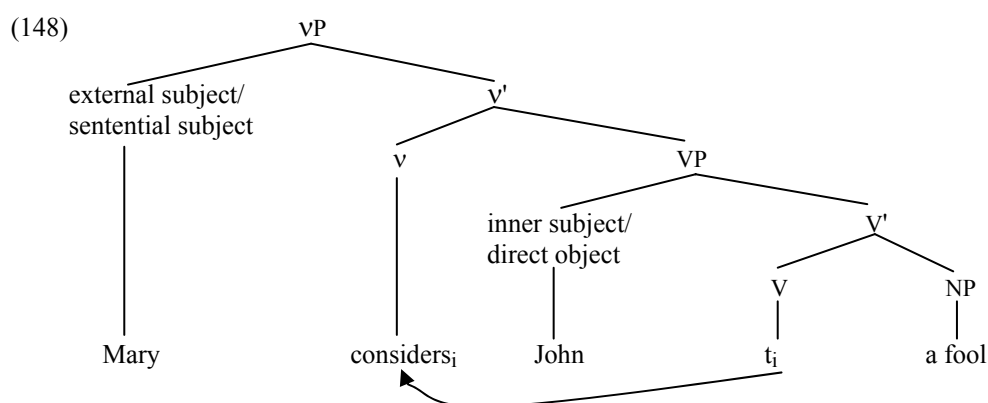 (148)
νP
external subject/
sentential subject
ν'
ν
VP
inner subject/
direct object
V'
V
NP
Mary
considersi
John
ti
a fool